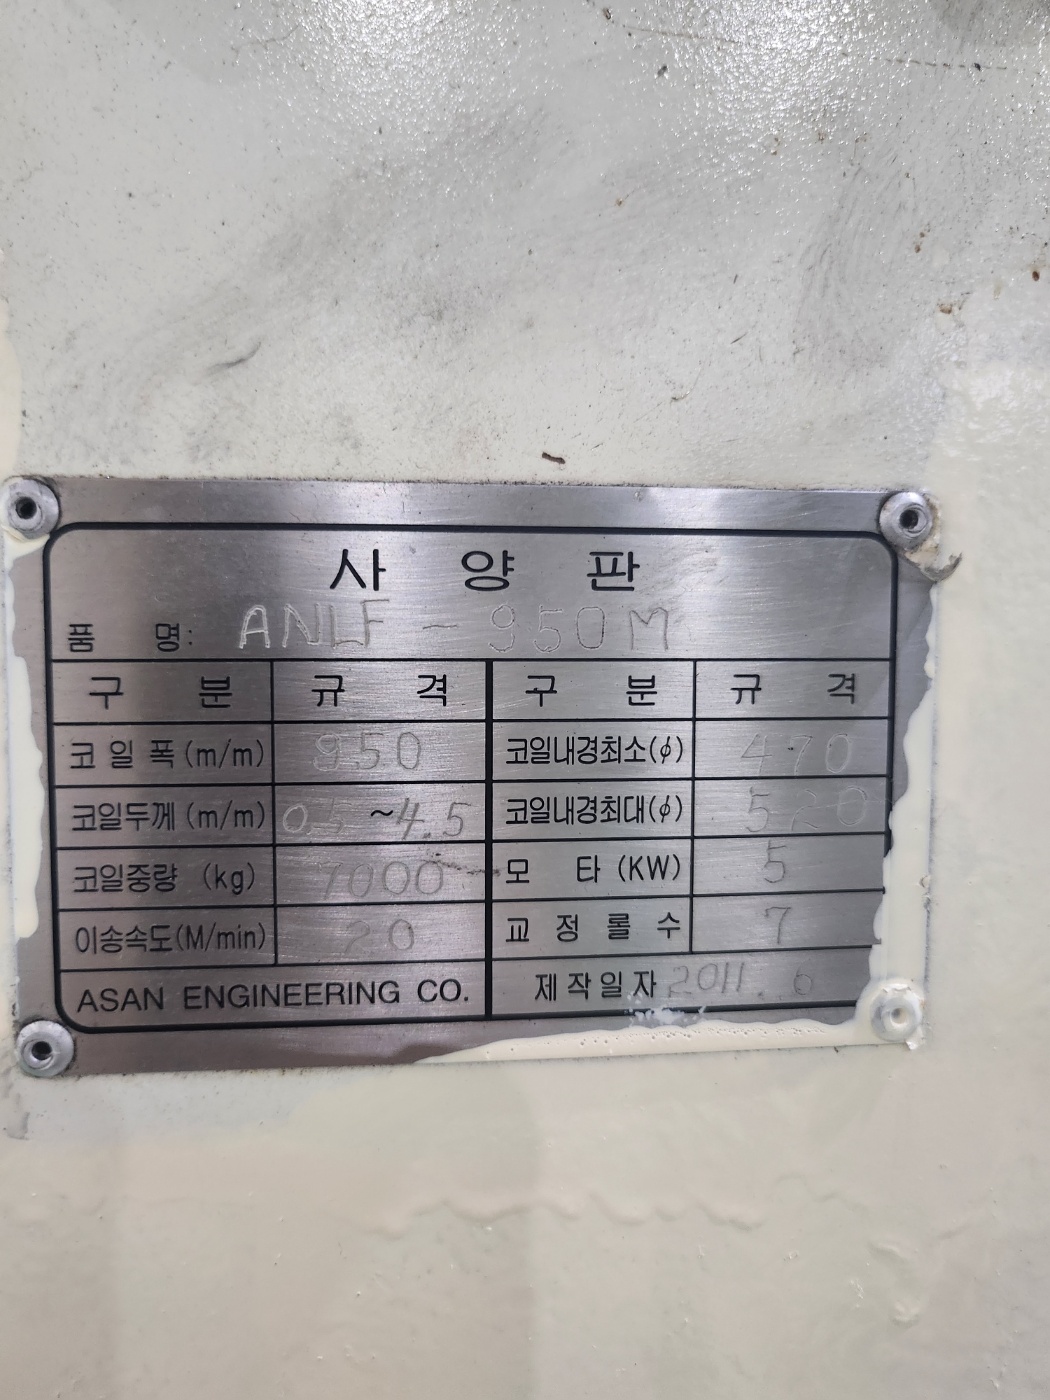 사 양 판
품 명: ANLF - 950M
구 분 규 격 구 분 규 격
코 일 폭 (m/m) 950 코일내경최소(φ) 470
코일두께 (m/m) ~4.5 코일내경최대(φ) 520
코일중량 (kg) 7000 모 타 (KW) 5
이송속도(M/min) 20 교 정 롤 수 7
ASAN ENGINEERING CO. 제작일자 2011. 6